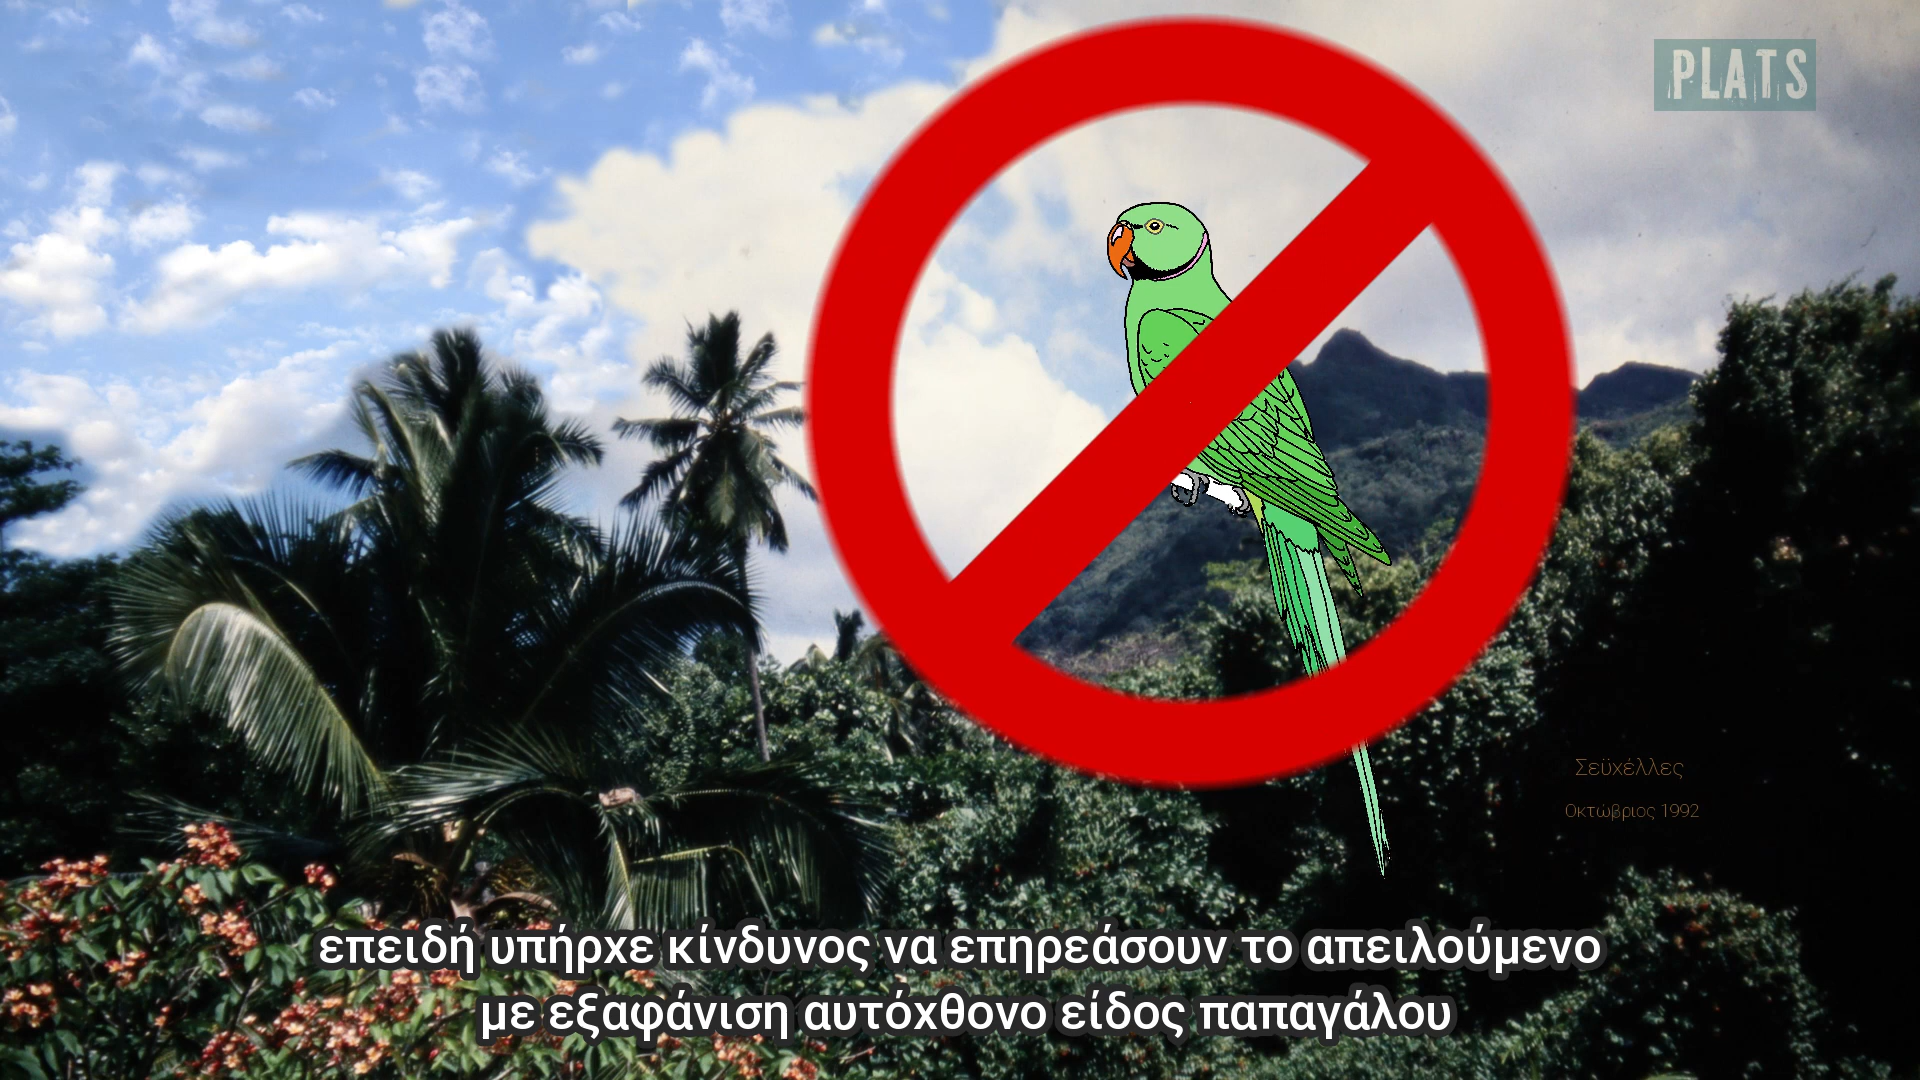 PLATS
Σεϋχέλλες
Οκτώβριος 1992
επειδή υπήρχε κίνδυνος να επηρεάσουν το απειλούμενο
με εξαφάνιση αυτόχθονο είδος παπαγάλου